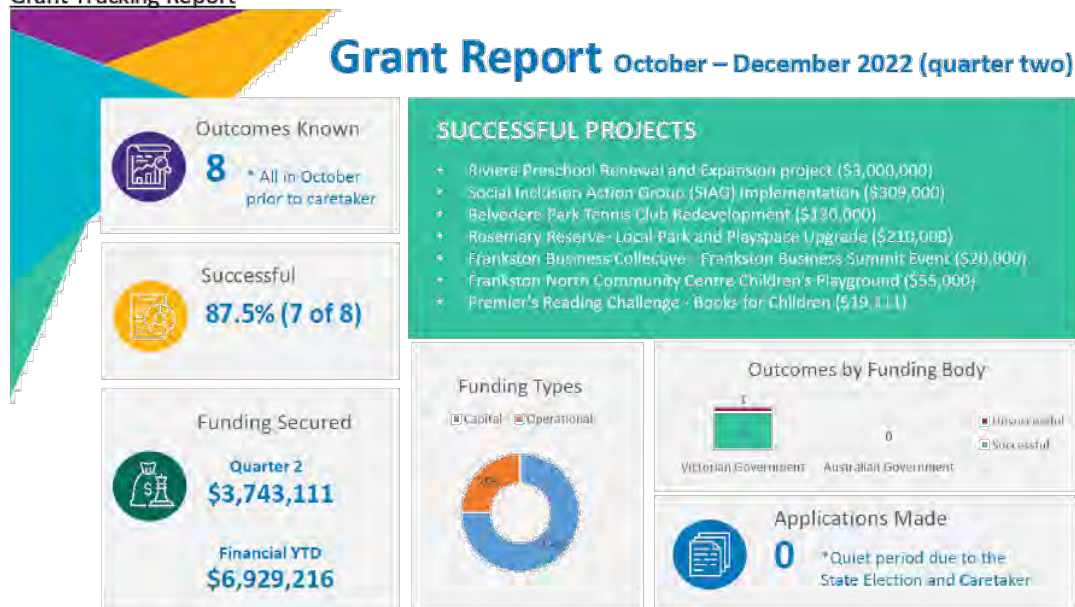 Grant Tracking Report
Grant Report October – December 2022 (quarter two)
Outcomes Known
8 * All in October
prior to caretaker
Successful
87.5% (7 of 8)
Funding Secured
Quarter 2
$3,743,111
Financial YTD
$6,929,216
SUCCESSFUL PROJECTS
• Riviera Preschool Renewal and Expansion project ($3,000,000)
• Social Inclusion Action Group (SIAG) Implementation ($309,000)
• Belvedere Park Tennis Club Redevelopment ($130,000)
• Rosemary Reserve- Local Park and Playspace Upgrade ($210,000)
• Frankston Business Collective - Frankston Business Summit Event ($20,000)
• Frankston North Community Centre Children's Playground ($55,000)
• Premier's Reading Challenge - Books for Children ($19,111)
Funding Types
Capital Operational
Outcomes by Funding Body
1
0
Unsuccessful
Successful
Victorian Government Australian Government
Applications Made
0 *Quiet period due to the
State Election and Caretaker